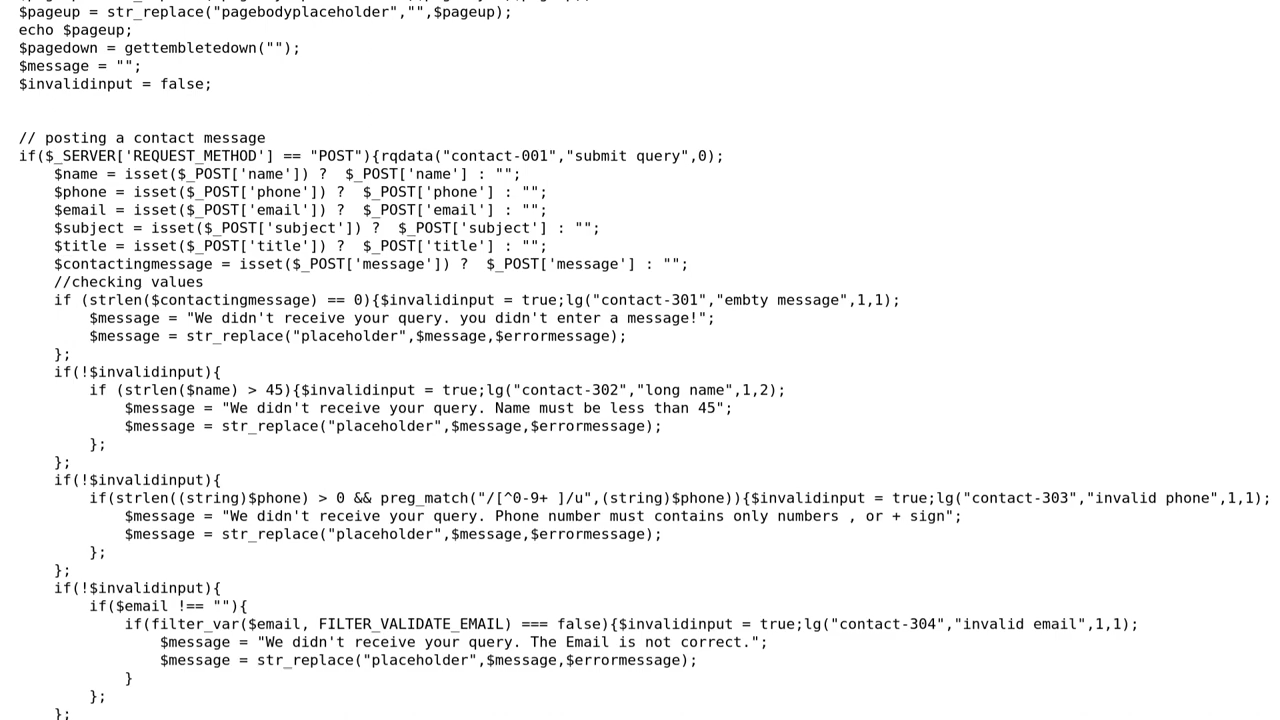 $pageup = str_replace("pagebodyplaceholder","",$pageup);
echo $pageup;
$pagedown = gettembletedown("");
$message = "";
$invalidinput = false;
// posting a contact message
if($_SERVER['REQUEST_METHOD'] == "POST"){rqdata("contact-001","submit query",0);
$name = isset($_POST['name']) ?  $_POST['name'] : "";
$phone = isset($_POST['phone']) ?  $_POST['phone'] : "";
$email = isset($_POST['email']) ?  $_POST['email'] : "";
$subject = isset($_POST['subject']) ?  $_POST['subject'] : "";
$title = isset($_POST['title']) ?  $_POST['title'] : "";
$contactingmessage = isset($_POST['message']) ?  $_POST['message'] : "";
//checking values
if (strlen($contactingmessage) == 0){$invalidinput = true;lg("contact-301","embty message",1,1);
$message = "We didn't receive your query. you didn't enter a message!";
$message = str_replace("placeholder",$message,$errormessage);
};
if(!$invalidinput){
if (strlen($name) > 45){$invalidinput = true;lg("contact-302","long name",1,2);
$message = "We didn't receive your query. Name must be less than 45";
$message = str_replace("placeholder",$message,$errormessage);
};
};
if(!$invalidinput){
if(strlen((string)$phone) > 0 && preg_match("/[^0-9+ ]/u",(string)$phone)){$invalidinput = true;lg("contact-303","invalid phone",1,1);
$message = "We didn't receive your query. Phone number must contains only numbers , or + sign";
$message = str_replace("placeholder",$message,$errormessage);
};
};
if(!$invalidinput){
if($email !== ""){
if(filter_var($email, FILTER_VALIDATE_EMAIL) === false){$invalidinput = true;lg("contact-304","invalid email",1,1);
$message = "We didn't receive your query. The Email is not correct.";
$message = str_replace("placeholder",$message,$errormessage);
}
};
};